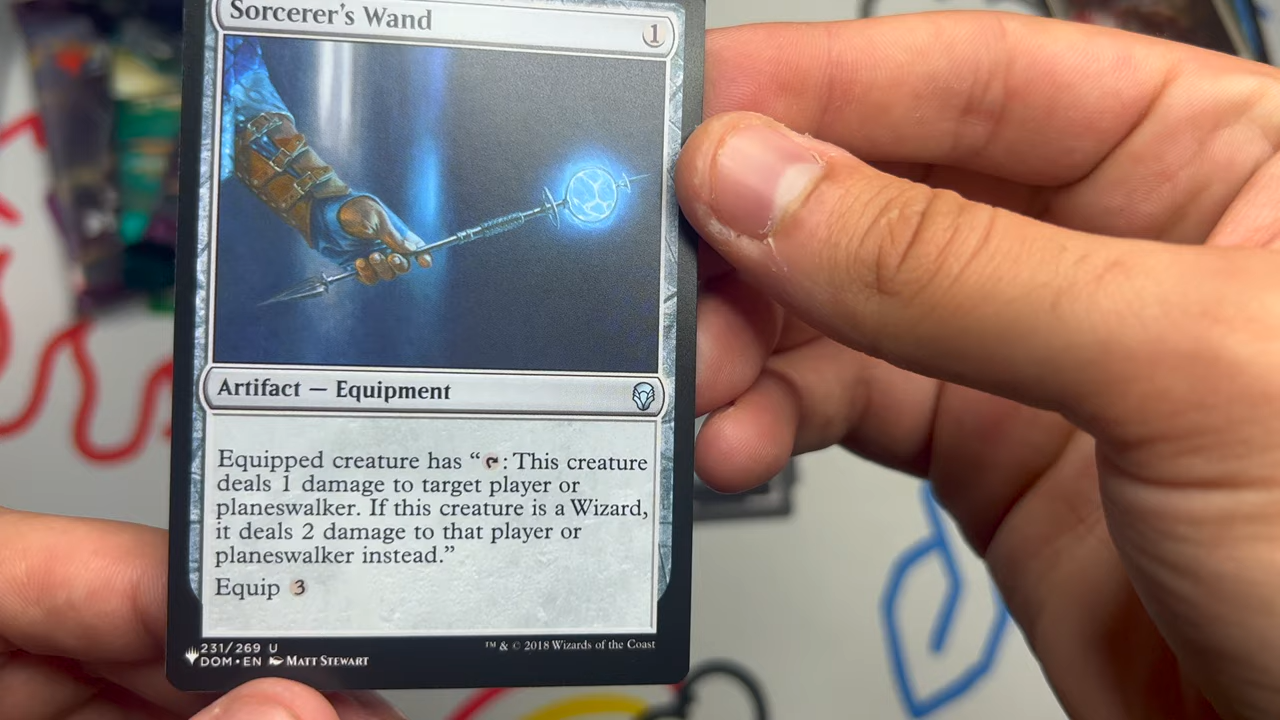 Sorcerer's Wand 1
Artifact — Equipment
Equipped creature has “ : This creature
deals 1 damage to target player or
planeswalker. If this creature is a Wizard,
it deals 2 damage to that player or
planeswalker instead.”
Equip 3
231/269 U
DOM • EN Matt Stewart
™ & © 2018 Wizards of the Coast